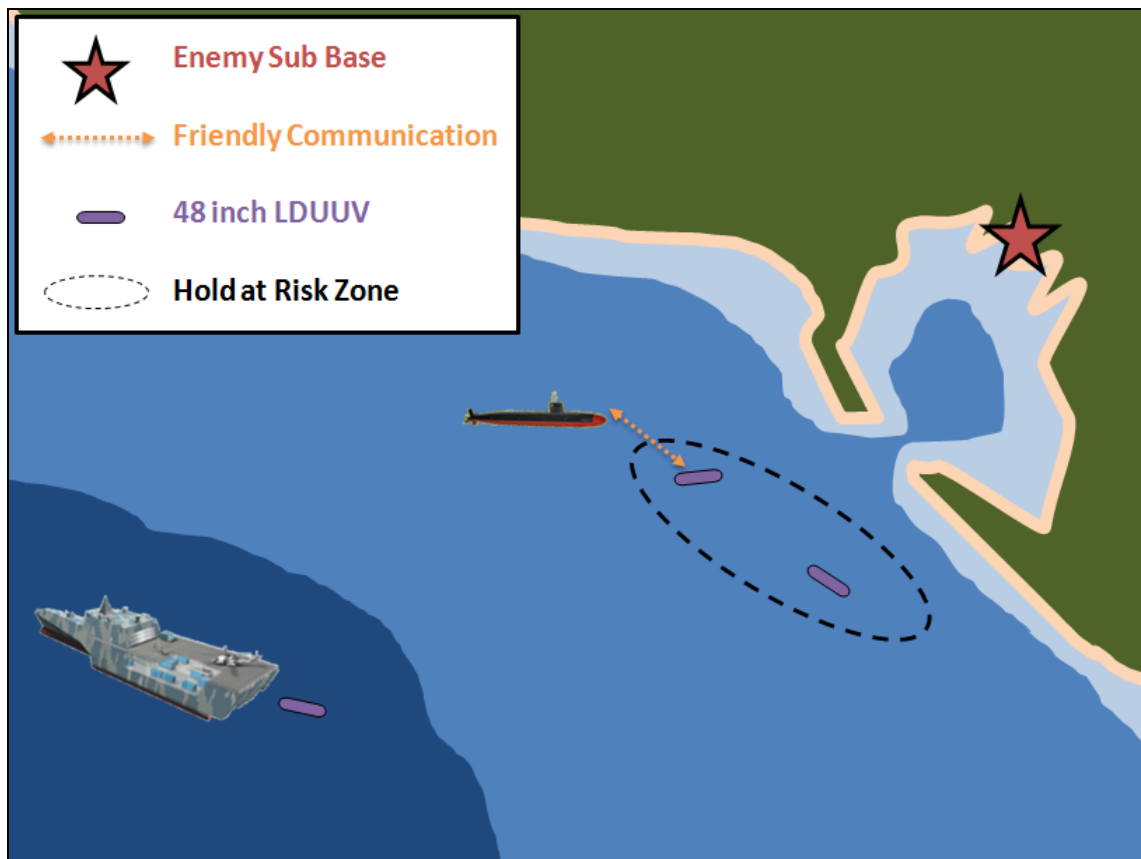 Enemy Sub Base
Friendly Communication
48 inch LDUUV
Hold at Risk Zone